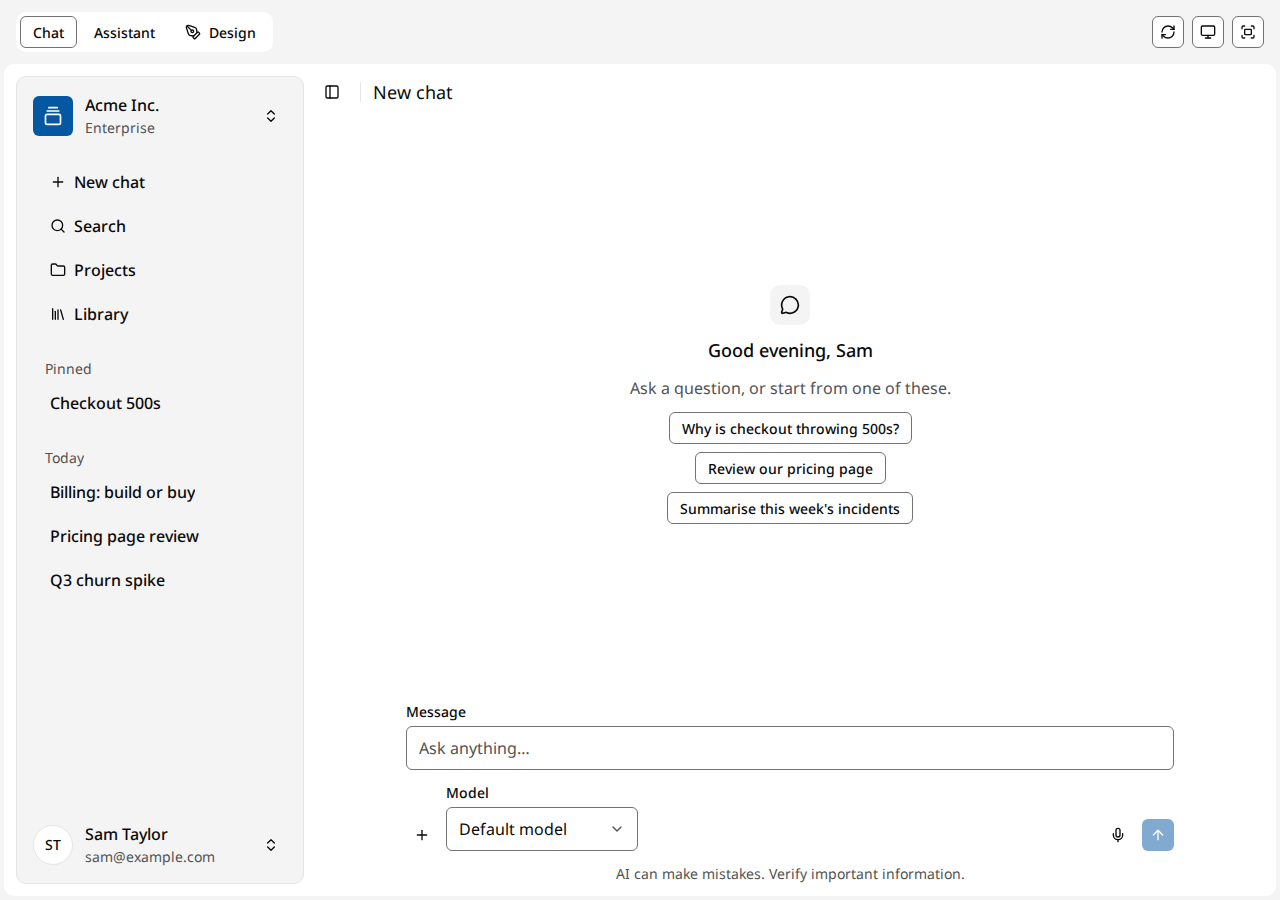 Chat
Assistant
Design
Acme Inc.
Enterprise
New chat
Search
Projects
Library
Pinned
Checkout 500s
Today
Billing: build or buy
Pricing page review
Q3 churn spike
ST
Sam Taylor
sam@example.com
New chat
Good evening, Sam
Ask a question, or start from one of these.
Why is checkout throwing 500s?
Review our pricing page
Summarise this week's incidents
Message
Ask anything...
Model
Default model
AI can make mistakes. Verify important information.